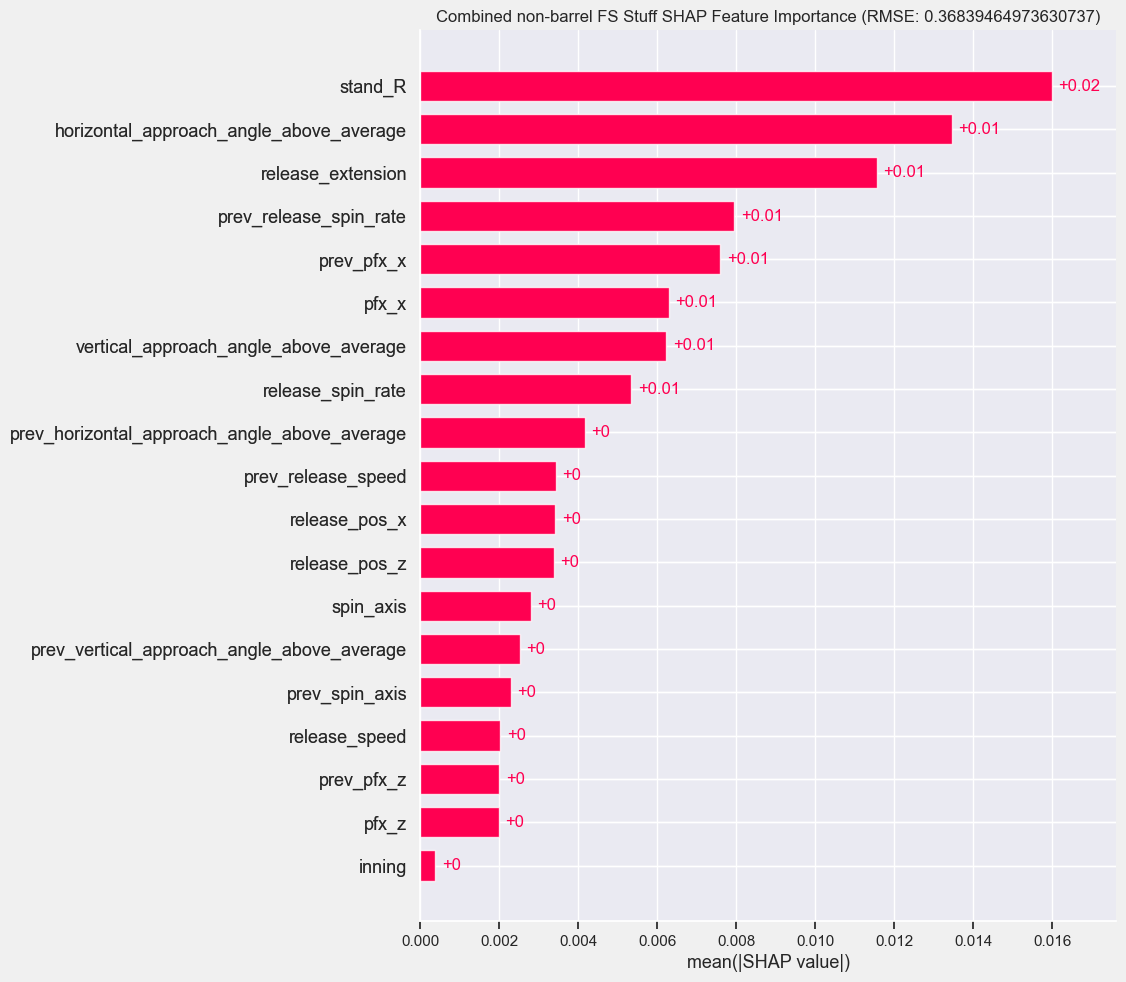 Combined non-barrel FS Stuff SHAP Feature Importance (RMSE: 0.36839464973630737)
stand_R +0.02
horizontal_approach_angle_above_average +0.01
release_extension +0.01
prev_release_spin_rate +0.01
prev_pfx_x +0.01
pfx_x +0.01
vertical_approach_angle_above_average +0.01
release_spin_rate +0.01
prev_horizontal_approach_angle_above_average +0
prev_release_speed +0
release_pos_x +0
release_pos_z +0
spin_axis +0
prev_vertical_approach_angle_above_average +0
prev_spin_axis +0
release_speed +0
prev_pfx_z +0
pfx_z +0
inning +0
0.000 0.002 0.004 0.006 0.008 0.010 0.012 0.014 0.016
mean(|SHAP value|)